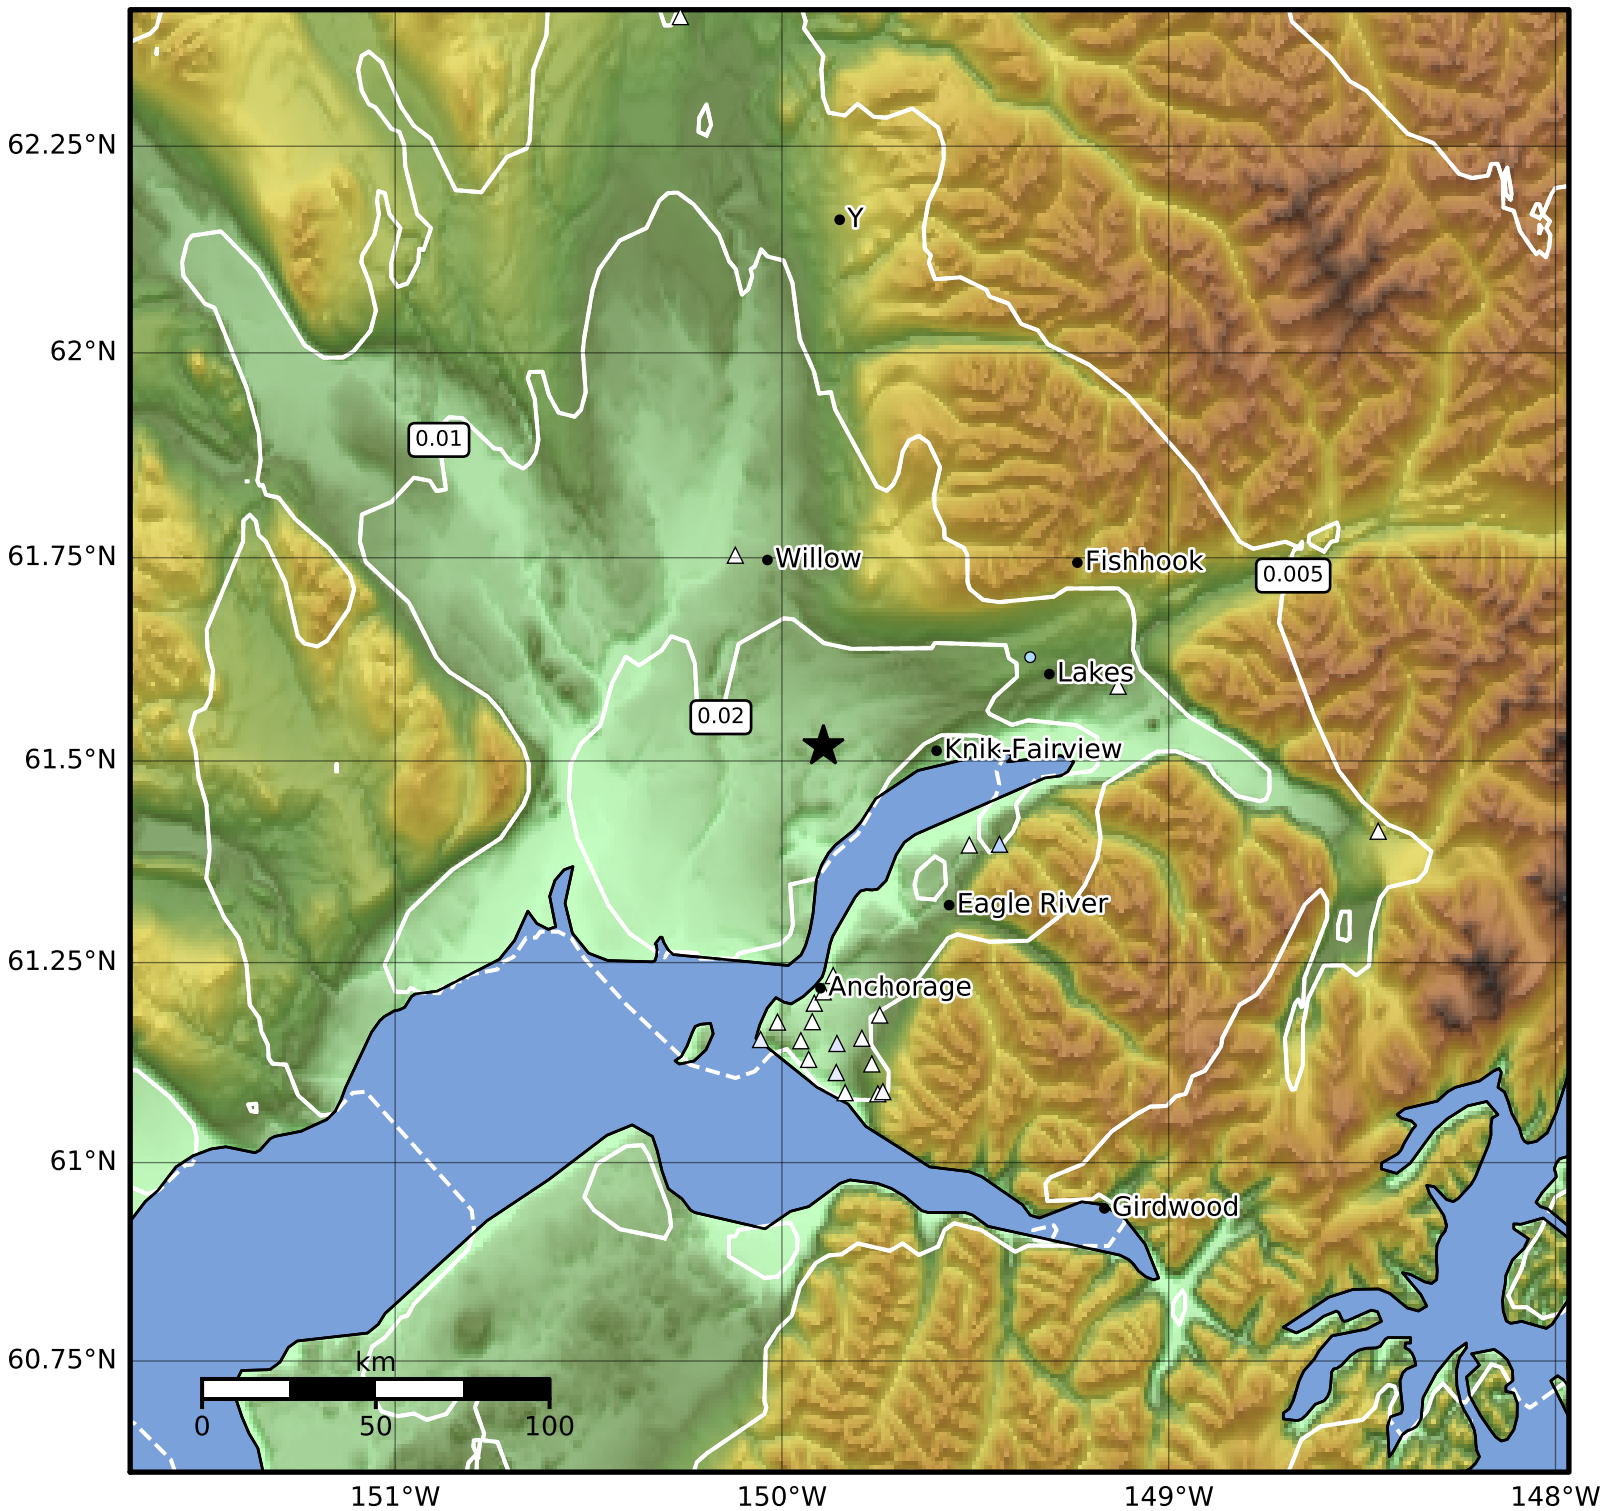 62.25°N
Y
62°N
0.01
61.75°N
Willow
Fishhook
0.005
Lakes
0.02
61.5°N
Knik-Fairview
Eagle River
61.25°N
Anchorage
61°N
Girdwood
60.75°N
km
0 50 100
151°W 150°W 149°W 148°W